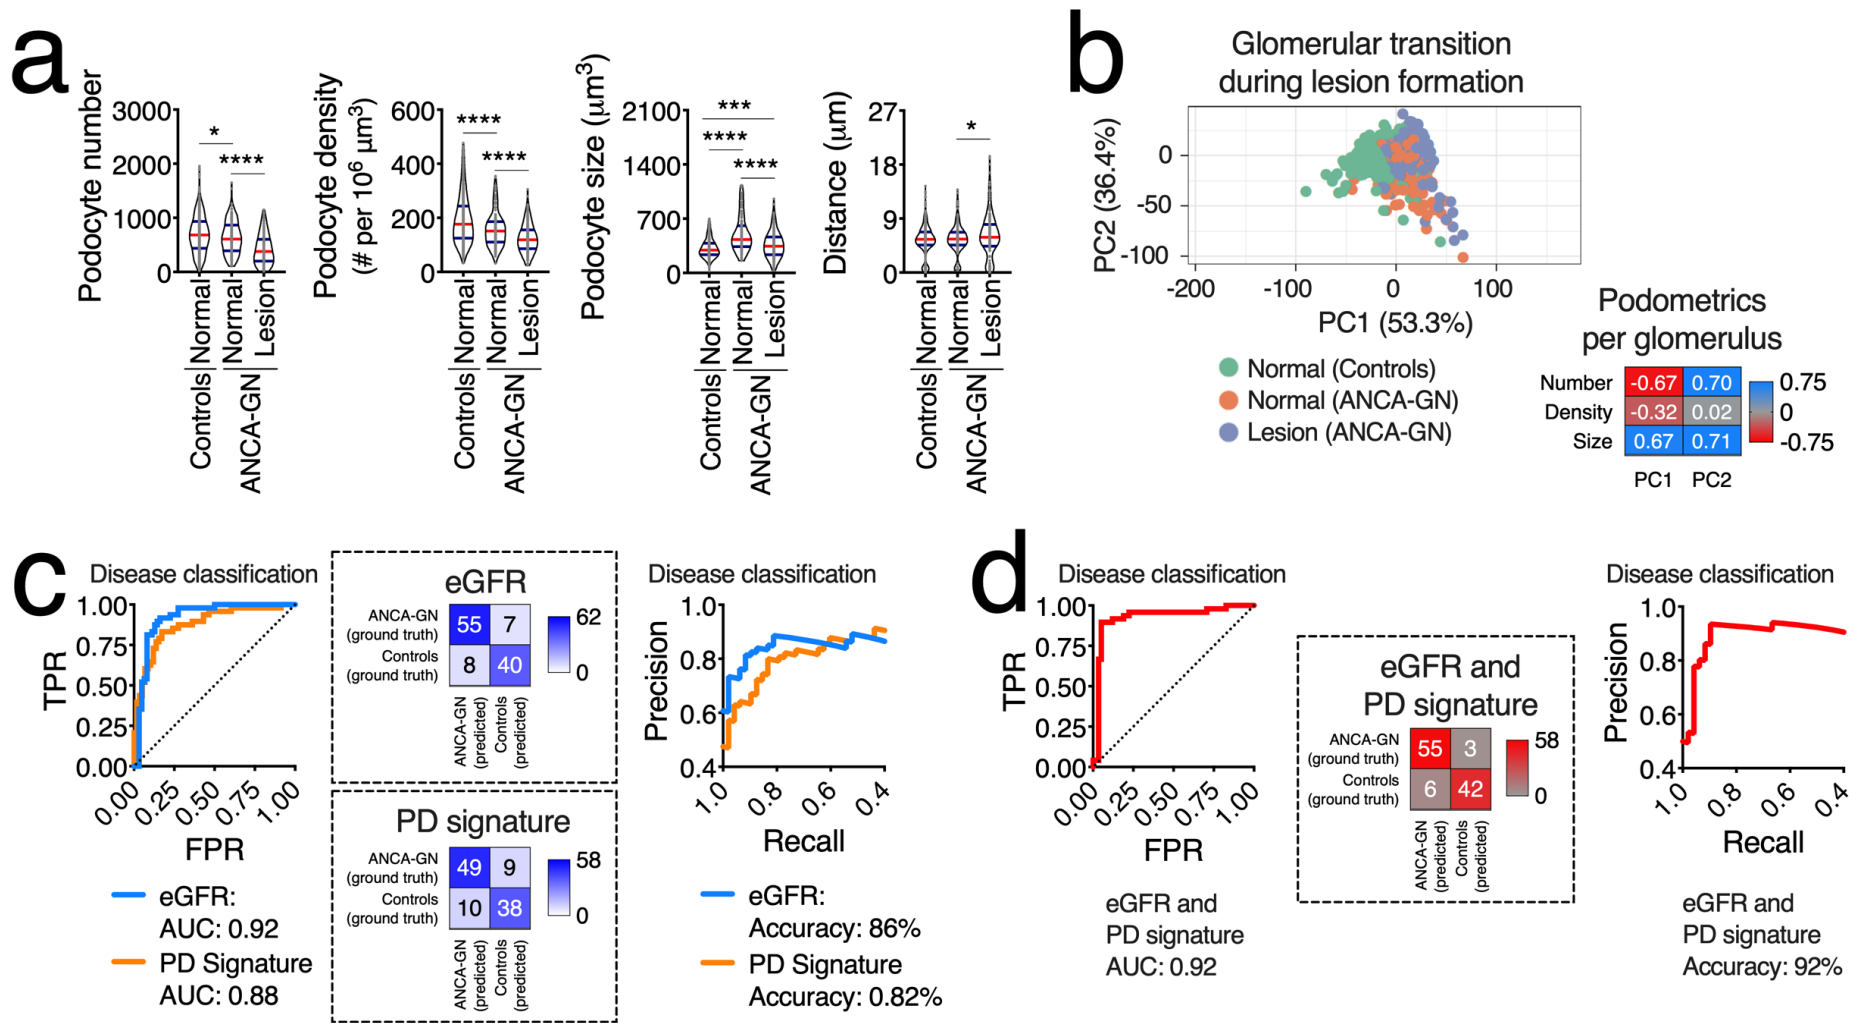 a
Podocyte number
3000
2000
1000
0
*
****
Normal
Normal
Lesion
Controls
ANCA-GN
Podocyte density
(# per 10⁶ μm³)
600
400
200
0
****
****
Normal
Normal
Lesion
Controls
ANCA-GN
Podocyte size (μm³)
2100
1400
700
0
***
****
****
Normal
Normal
Lesion
Controls
ANCA-GN
Distance (μm)
27
18
9
0
*
Normal
Normal
Lesion
Controls
ANCA-GN
b
Glomerular transition
during lesion formation
PC2 (36.4%)
0
-50
-100
-200
-100
0
100
PC1 (53.3%)
Normal (Controls)
Normal (ANCA-GN)
Lesion (ANCA-GN)
Podometrics
per glomerulus
Number -0.67 0.70
Density -0.32 0.02
Size 0.67 0.71
PC1 PC2
0.75
0
-0.75
c
Disease classification
TPR
1.00
0.75
0.50
0.25
0.00
0.00 0.25 0.50 0.75 1.00
FPR
eGFR:
AUC: 0.92
PD Signature
AUC: 0.88
eGFR
ANCA-GN
(ground truth)
55 7
Controls
(ground truth)
8 40
62
0
ANCA-GN
(predicted)
Controls
(predicted)
PD signature
ANCA-GN
(ground truth)
49 9
Controls
(ground truth)
10 38
58
0
ANCA-GN
(predicted)
Controls
(predicted)
Disease classification
Precision
1.0
0.8
0.6
0.4
1.0 0.8 0.6 0.4
Recall
eGFR:
Accuracy: 86%
PD Signature
Accuracy: 0.82%
d
Disease classification
TPR
1.00
0.75
0.50
0.25
0.00
0.00 0.25 0.50 0.75 1.00
FPR
eGFR and
PD signature
AUC: 0.92
eGFR and
PD signature
ANCA-GN
(ground truth)
55 3
Controls
(ground truth)
6 42
58
0
ANCA-GN
(predicted)
Controls
(predicted)
Disease classification
Precision
1.0
0.8
0.6
0.4
1.0 0.8 0.6 0.4
Recall
eGFR and
PD signature
Accuracy: 92%